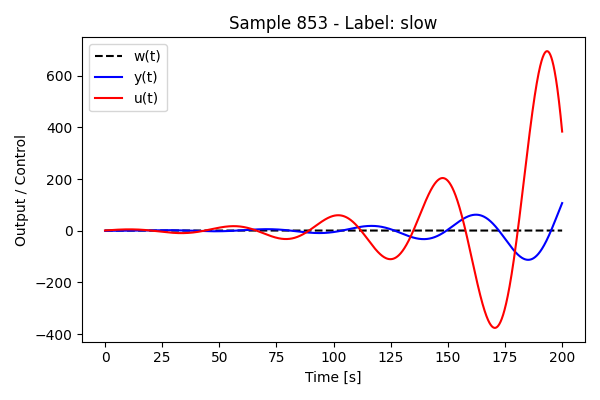 Sample 853 - Label: slow
w(t)
y(t)
u(t)
Output / Control
600
400
200
0
−200
−400
0 25 50 75 100 125 150 175 200
Time [s]